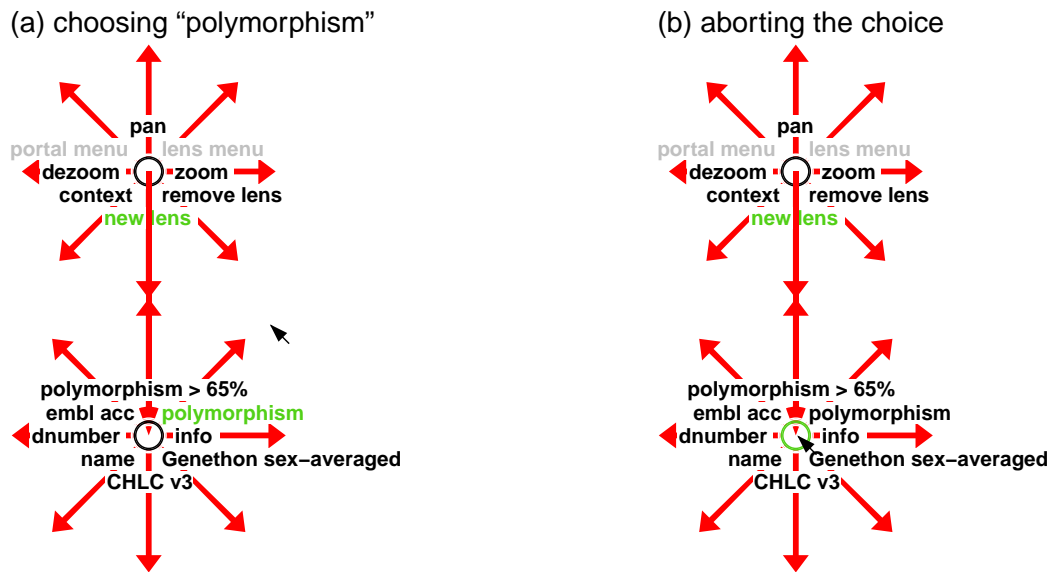 (a) choosing “polymorphism”
pan
portal menu lens menu
dezoom zoom
context remove lens
new lens
polymorphism > 65%
embl acc polymorphism
dnumber info
name Genethon sex−averaged
CHLC v3
(b) aborting the choice
pan
portal menu lens menu
dezoom zoom
context remove lens
new lens
polymorphism > 65%
embl acc polymorphism
dnumber info
name Genethon sex−averaged
CHLC v3